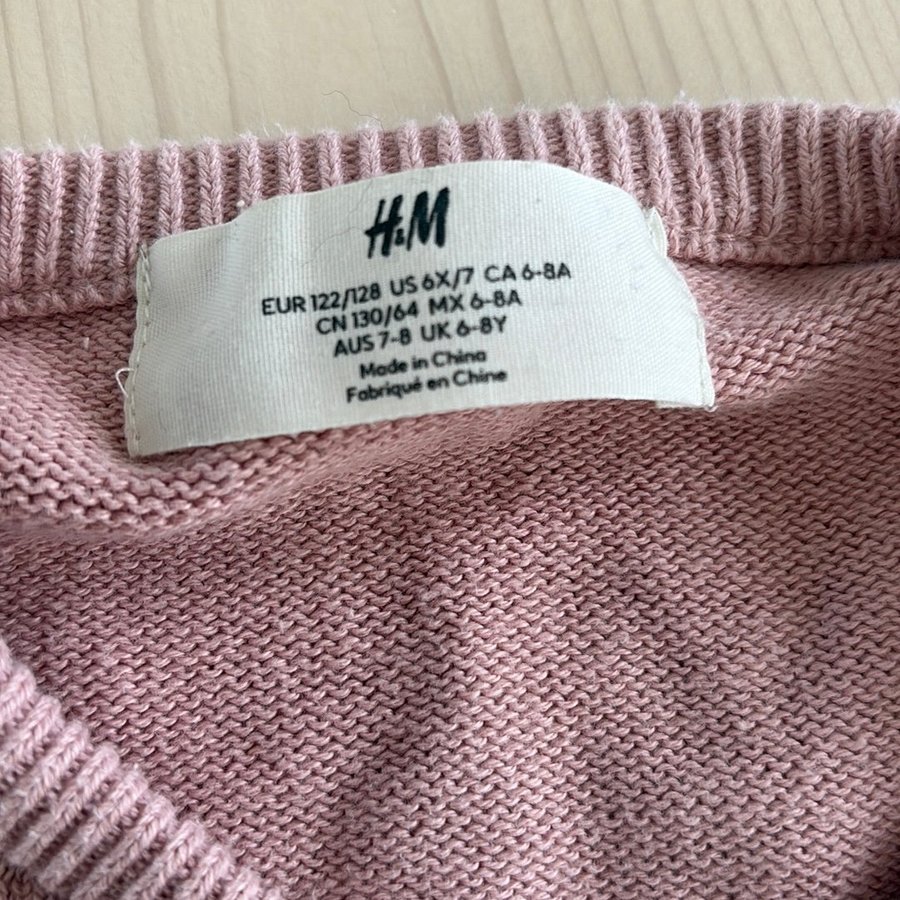 H&M
EUR 122/128 US 6X/7 CA 6-8A
CN 130/64 MX 6-8A
AUS 7-8 UK 6-8Y
Made in China
Fabriqué en Chine